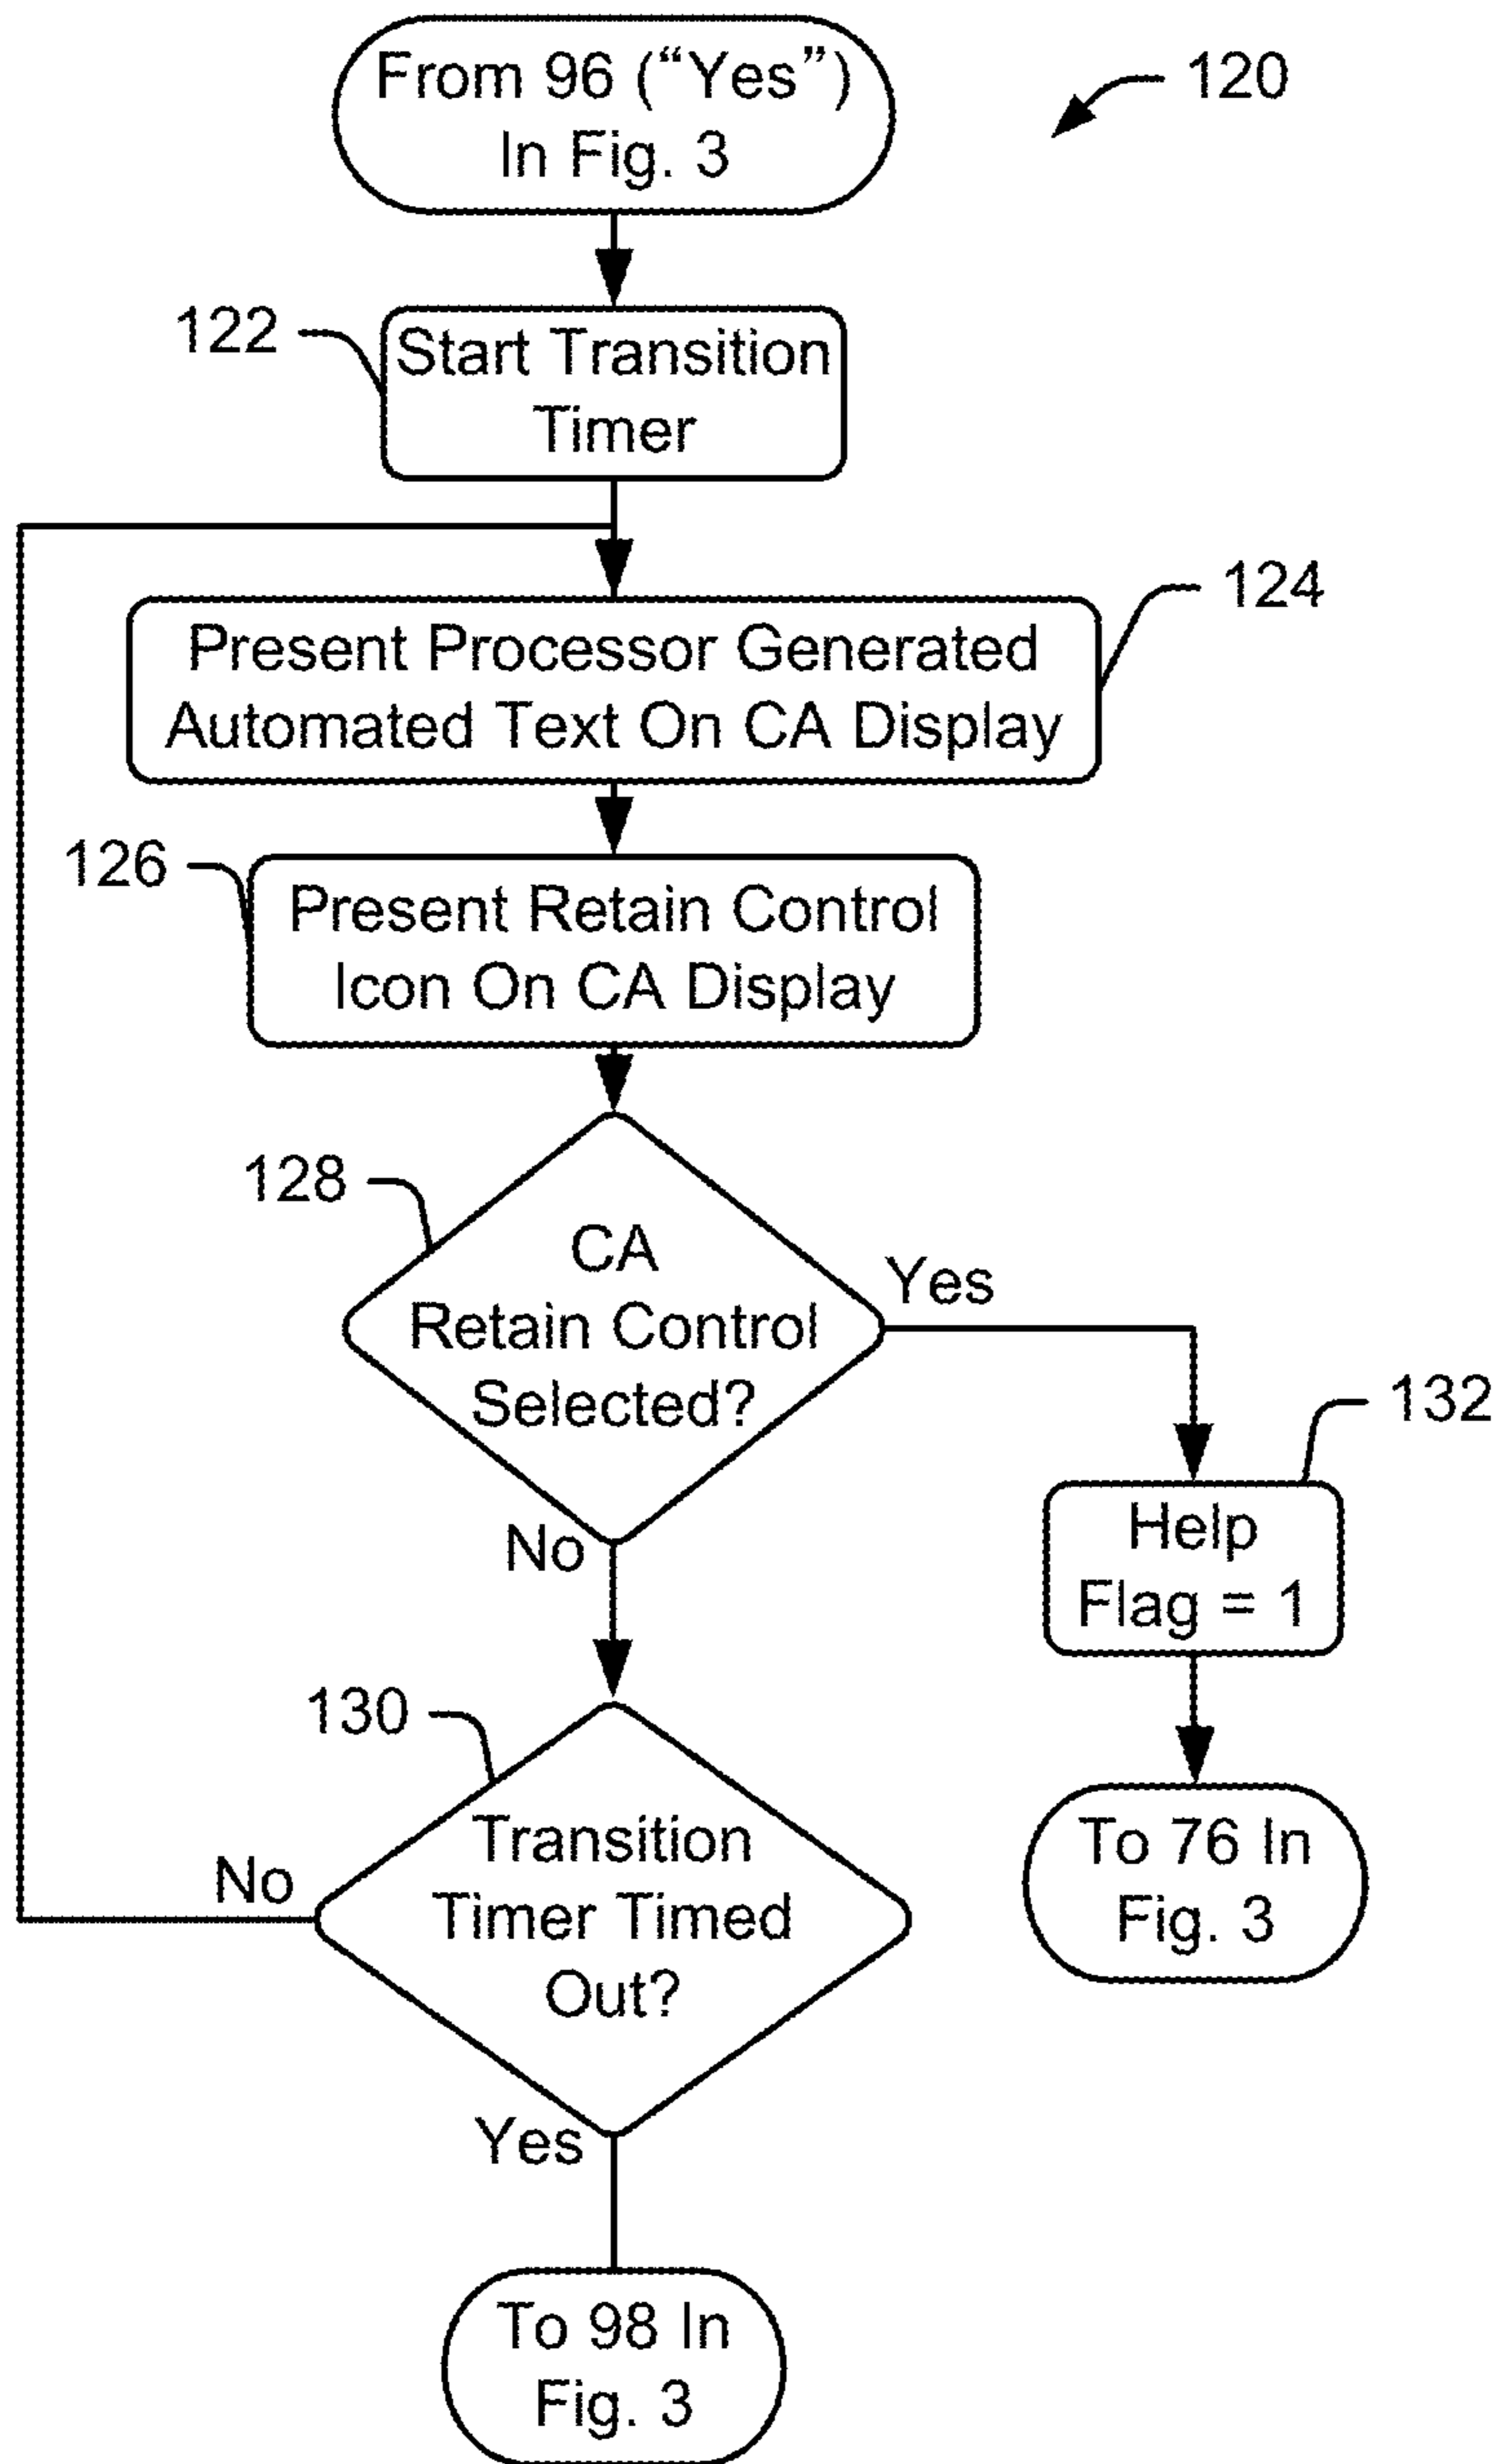 From 96 (“Yes”)
In Fig. 3
120
122
Start Transition
Timer
124
Present Processor Generated
Automated Text On CA Display
126
Present Retain Control
Icon On CA Display
128
CA
Retain Control
Selected?
Yes
No
132
Help
Flag = 1
To 76 In
Fig. 3
130
Transition
Timer Timed
Out?
No
Yes
To 98 In
Fig. 3